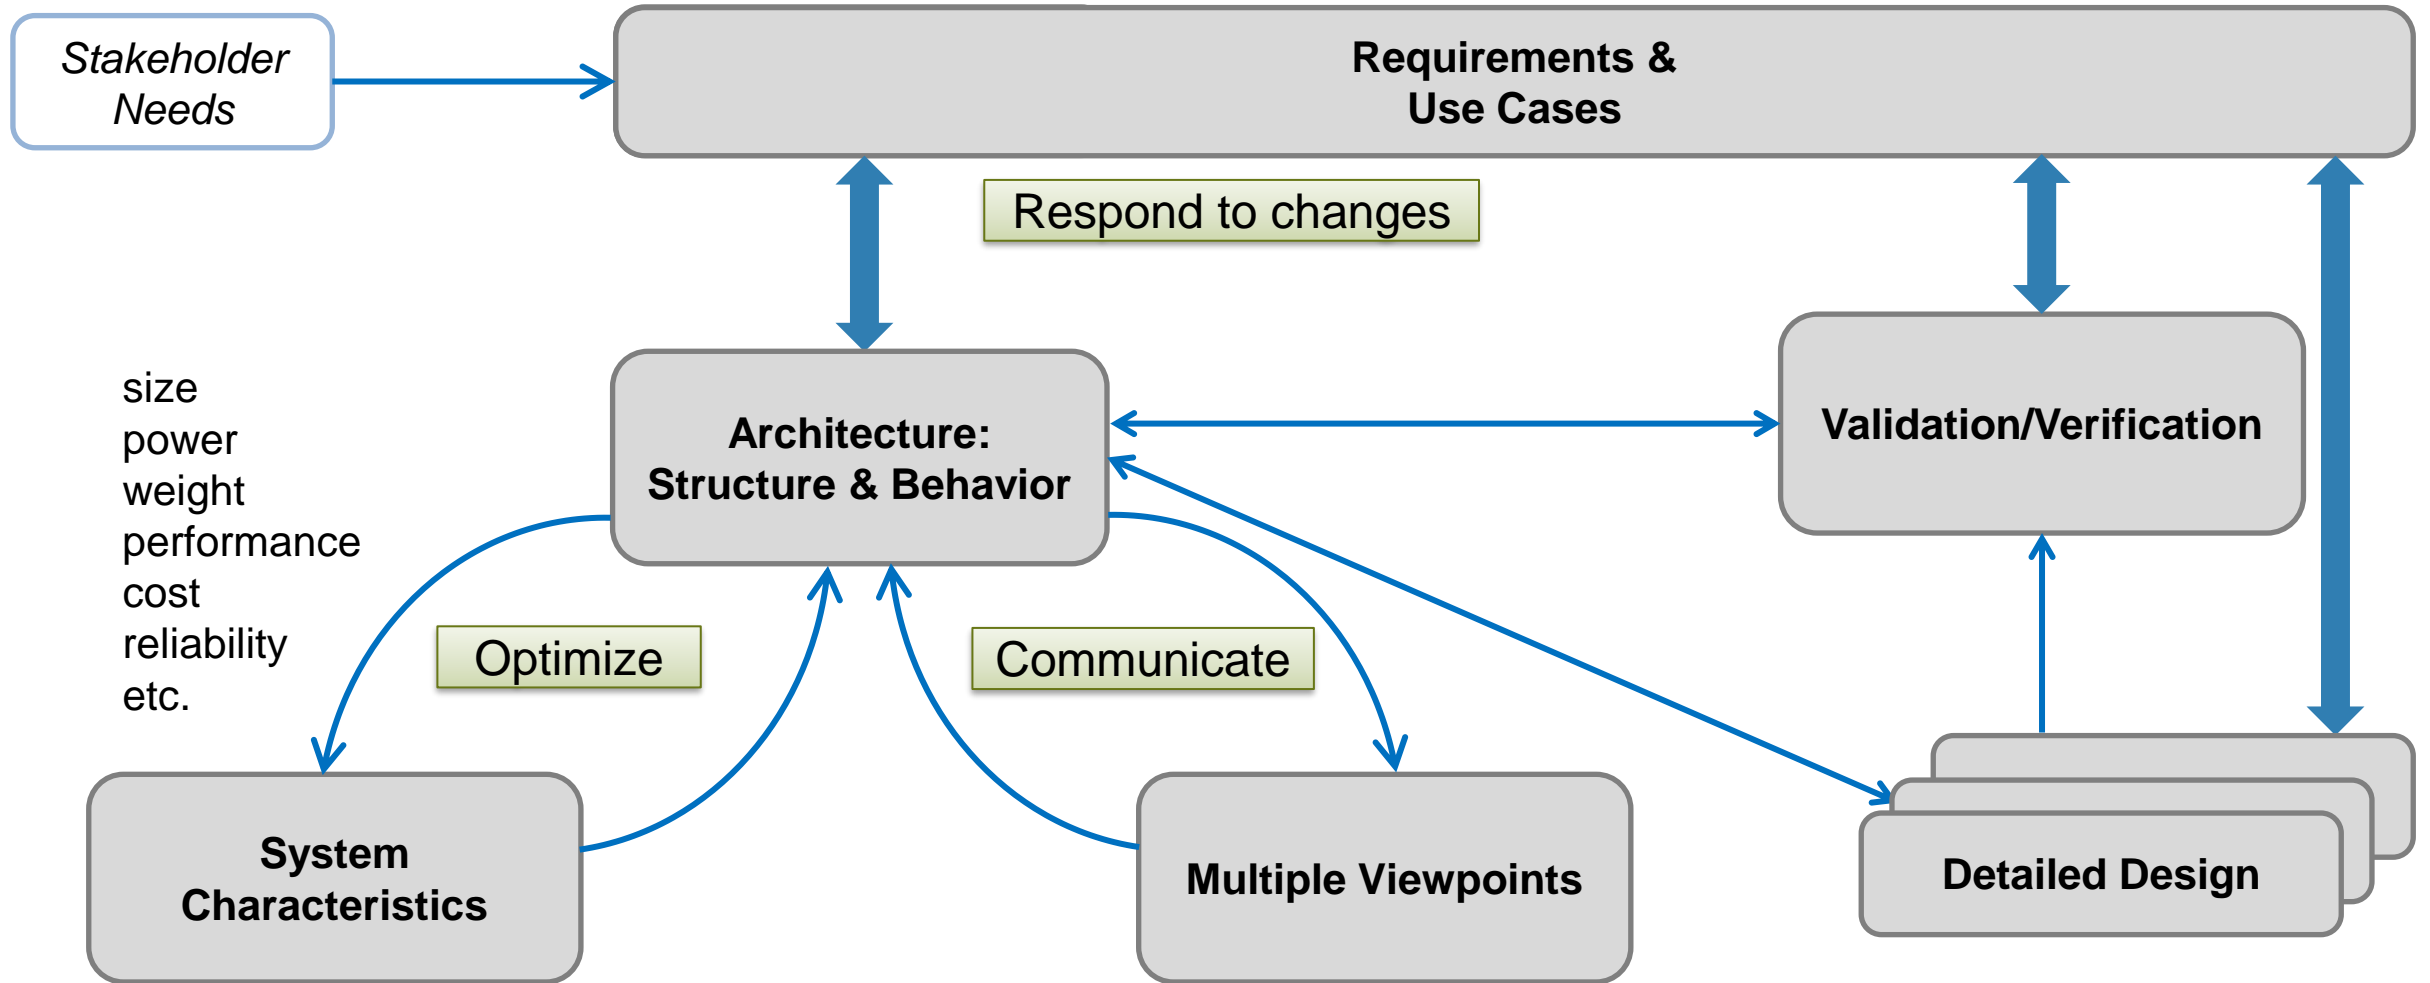 Stakeholder
Needs
Requirements &
Use Cases
Respond to changes
size
power
weight
performance
cost
reliability
etc.
Architecture:
Structure & Behavior
Validation/Verification
Optimize
Communicate
System
Characteristics
Multiple Viewpoints
Detailed Design